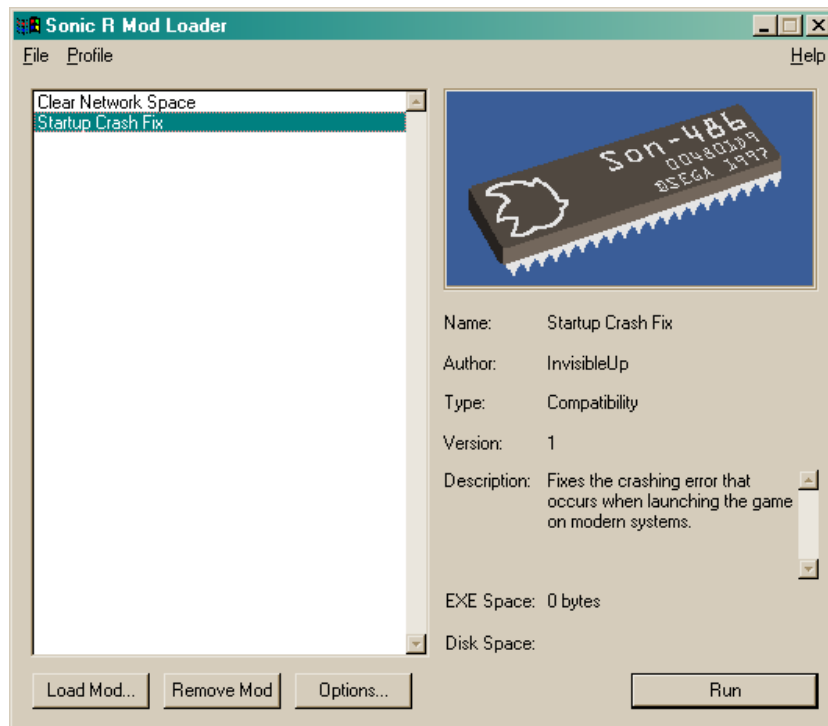 Sonic R Mod Loader
File Profile Help
Clear Network Space
Startup Crash Fix
Son-486
004801D9
©SEGA 1997
Name: Startup Crash Fix
Author: InvisibleUp
Type: Compatibility
Version: 1
Description: Fixes the crashing error that
occurs when launching the game
on modern systems.
EXE Space: 0 bytes
Disk Space:
Load Mod... Remove Mod Options... Run